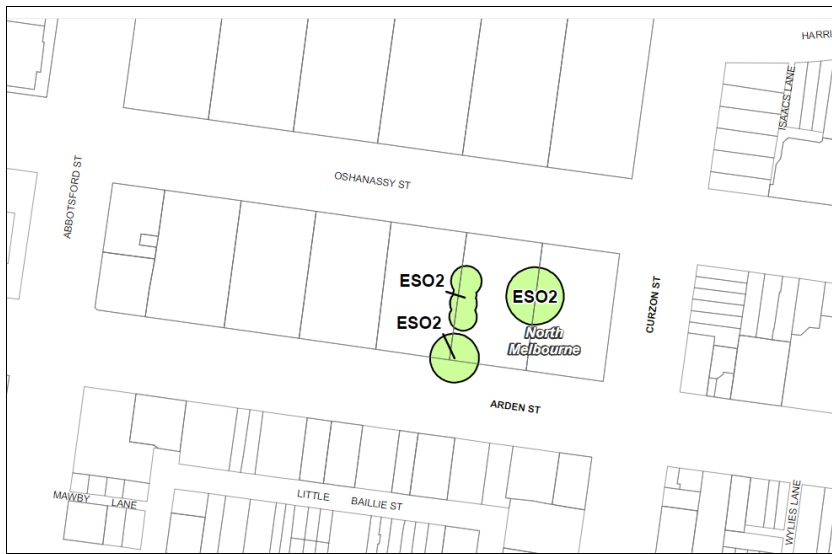 HARRI
ISAACS LANE
ABBOTSFORD ST
OSHANASSY ST
ESO2
ESO2
ESO2
CURZON ST
North
Melbourne
ARDEN ST
MAWBY LANE
LITTLE BAILLIE ST
WYLIES LANE